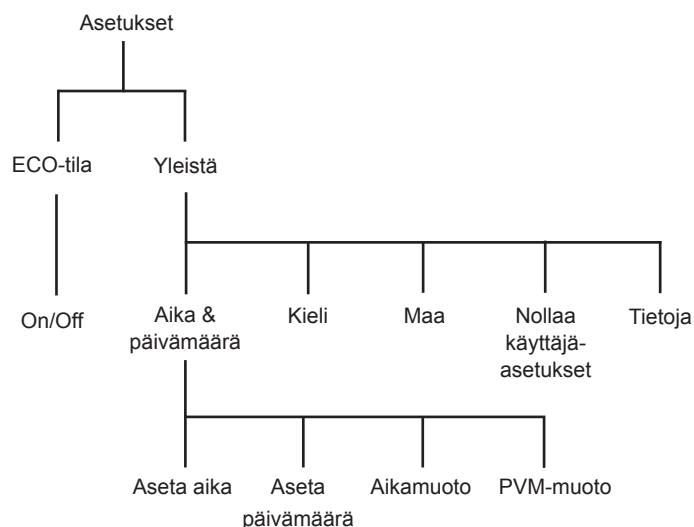 Asetukset
ECO-tila
Yleistä
On/Off
Aika &
päivämäärä
Kieli
Maa
Nollaa
käyttäjä-
asetukset
Tietoja
Aseta aika
Aseta
päivämäärä
Aikamuoto
PVM-muoto